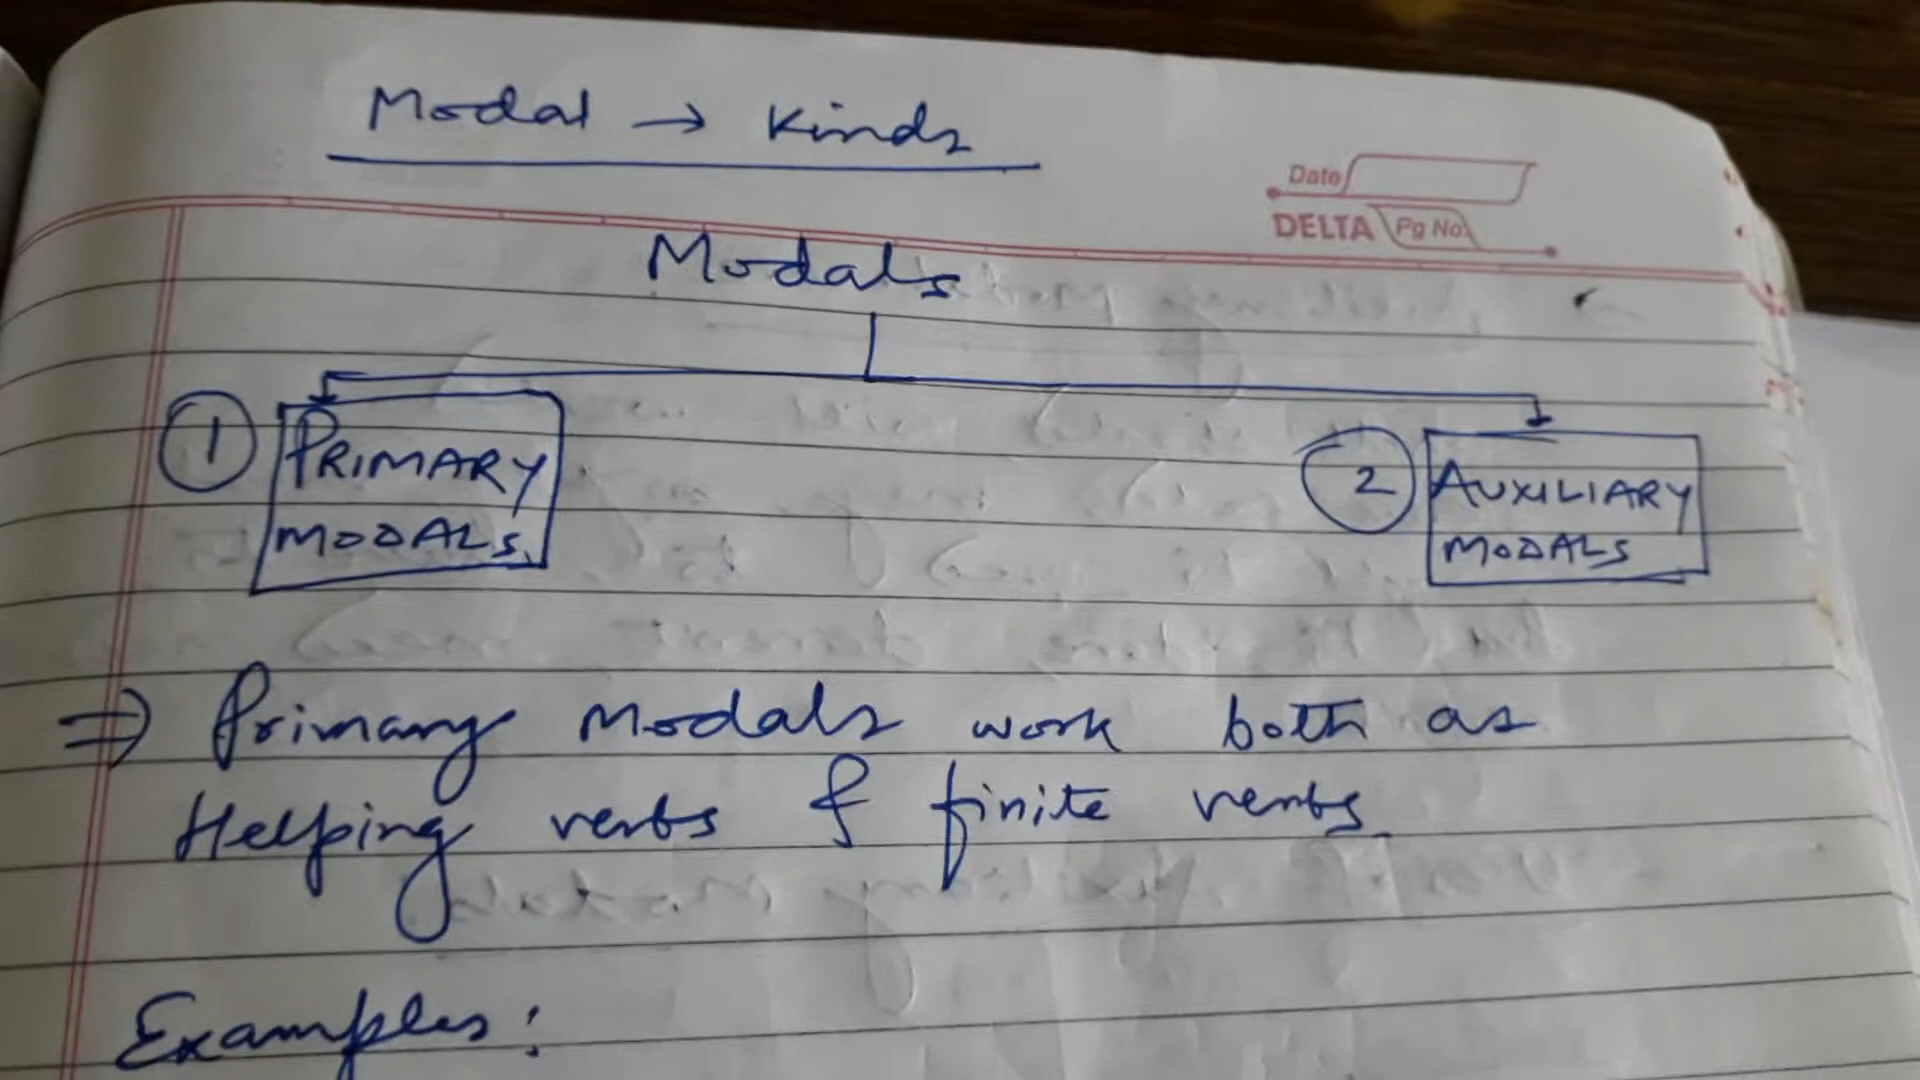 Modal → Kinds
Date
DELTA Pg No.
Modals
1 PRIMARY MODALS.
2 AUXILIARY MODALS
⇒ Primary Modals work both as
Helping verbs & finite verbs
Examples: